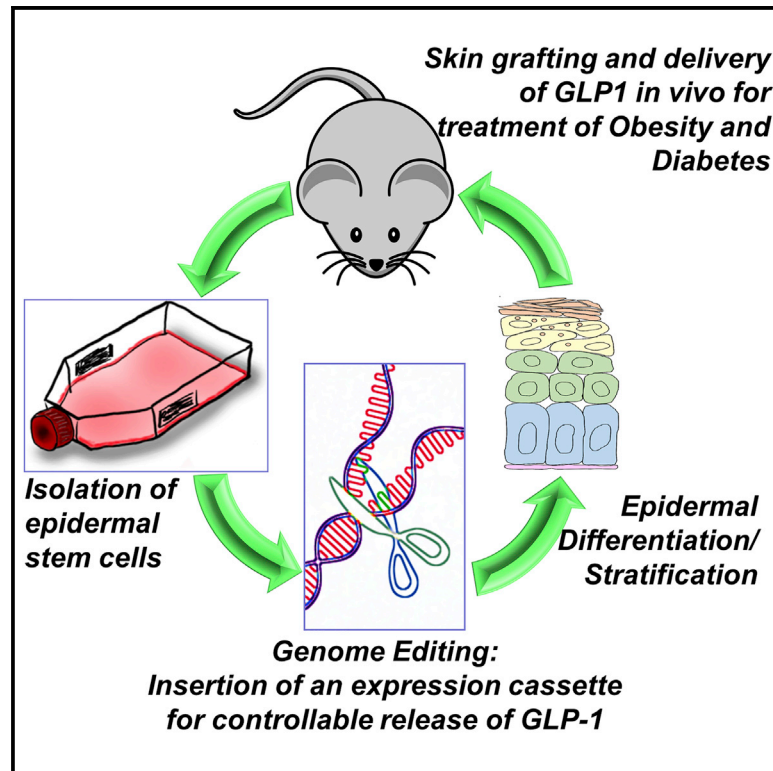 Skin grafting and delivery
of GLP1 in vivo for
treatment of Obesity and
Diabetes
Isolation of
epidermal
stem cells
Epidermal
Differentiation/
Stratification
Genome Editing:
Insertion of an expression cassette
for controllable release of GLP-1